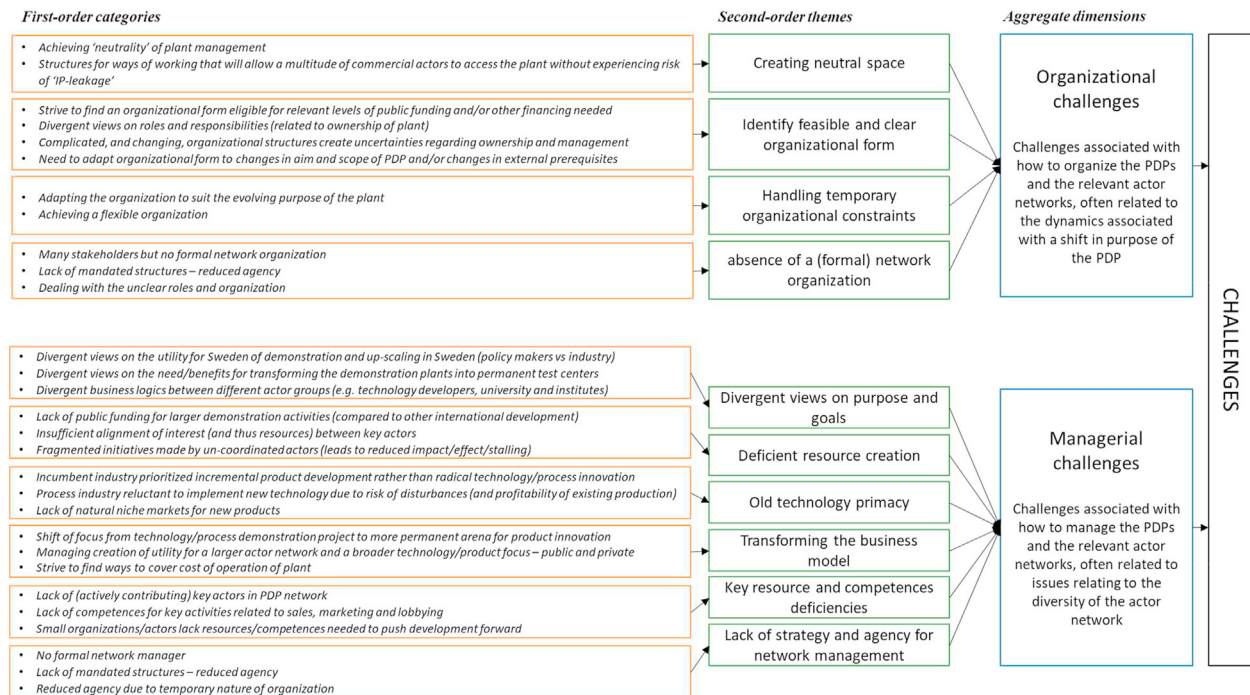 First-order categories
Second-order themes
Aggregate dimensions
• Achieving ‘neutrality’ of plant management
• Structures for ways of working that will allow a multitude of commercial actors to access the plant without experiencing risk
of ‘IP-leakage’
Creating neutral space
• Strive to find an organizational form eligible for relevant levels of public funding and/or other financing needed
• Divergent views on roles and responsibilities (related to ownership of plant)
• Complicated, and changing, organizational structures create uncertainties regarding ownership and management
• Need to adapt organizational form to changes in aim and scope of PDP and/or changes in external prerequisites
Identify feasible and clear
organizational form
• Adapting the organization to suit the evolving purpose of the plant
• Achieving a flexible organization
Handling temporary
organizational constraints
• Many stakeholders but no formal network organization
• Lack of mandated structures – reduced agency
• Dealing with the unclear roles and organization
absence of a (formal) network
organization
Organizational
challenges
Challenges associated with
how to organize the PDPs
and the relevant actor
networks, often related to
the dynamics associated
with a shift in purpose of
the PDP
• Divergent views on the utility for Sweden of demonstration and up-scaling in Sweden (policy makers vs industry)
• Divergent views on the need/benefits for transforming the demonstration plants into permanent test centers
• Divergent business logics between different actor groups (e.g. technology developers, university and institutes)
Divergent views on purpose and
goals
• Lack of public funding for larger demonstration activities (compared to other international development)
• Insufficient alignment of interest (and thus resources) between key actors
• Fragmented initiatives made by un-coordinated actors (leads to reduced impact/effect/stalling)
Deficient resource creation
• Incumbent industry prioritized incremental product development rather than radical technology/process innovation
• Process industry reluctant to implement new technology due to risk of disturbances (and profitability of existing production)
• Lack of natural niche markets for new products
Old technology primacy
• Shift of focus from technology/process demonstration project to more permanent arena for product innovation
• Managing creation of utility for a larger actor network and a broader technology/product focus – public and private
• Strive to find ways to cover cost of operation of plant
Transforming the business
model
• Lack of (actively contributing) key actors in PDP network
• Lack of competences for key activities related to sales, marketing and lobbying
• Small organizations/actors lack resources/competences needed to push development forward
Key resource and competences
deficiencies
• No formal network manager
• Lack of mandated structures – reduced agency
• Reduced agency due to temporary nature of organization
Lack of strategy and agency for
network management
Managerial
challenges
Challenges associated with
how to manage the PDPs
and the relevant actor
networks, often related to
issues relating to the
diversity of the actor
network
CHALLENGES